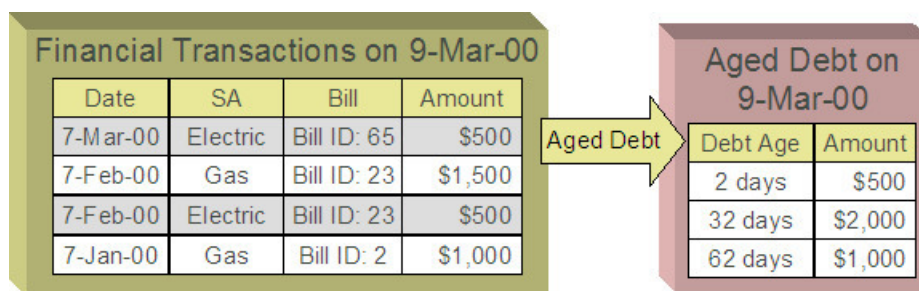 Financial Transactions on 9-Mar-00
Date SA Bill Amount
7-Mar-00 Electric Bill ID: 65 $500
7-Feb-00 Gas Bill ID: 23 $1,500
7-Feb-00 Electric Bill ID: 23 $500
7-Jan-00 Gas Bill ID: 2 $1,000
Aged Debt
Aged Debt on
9-Mar-00
Debt Age Amount
2 days $500
32 days $2,000
62 days $1,000